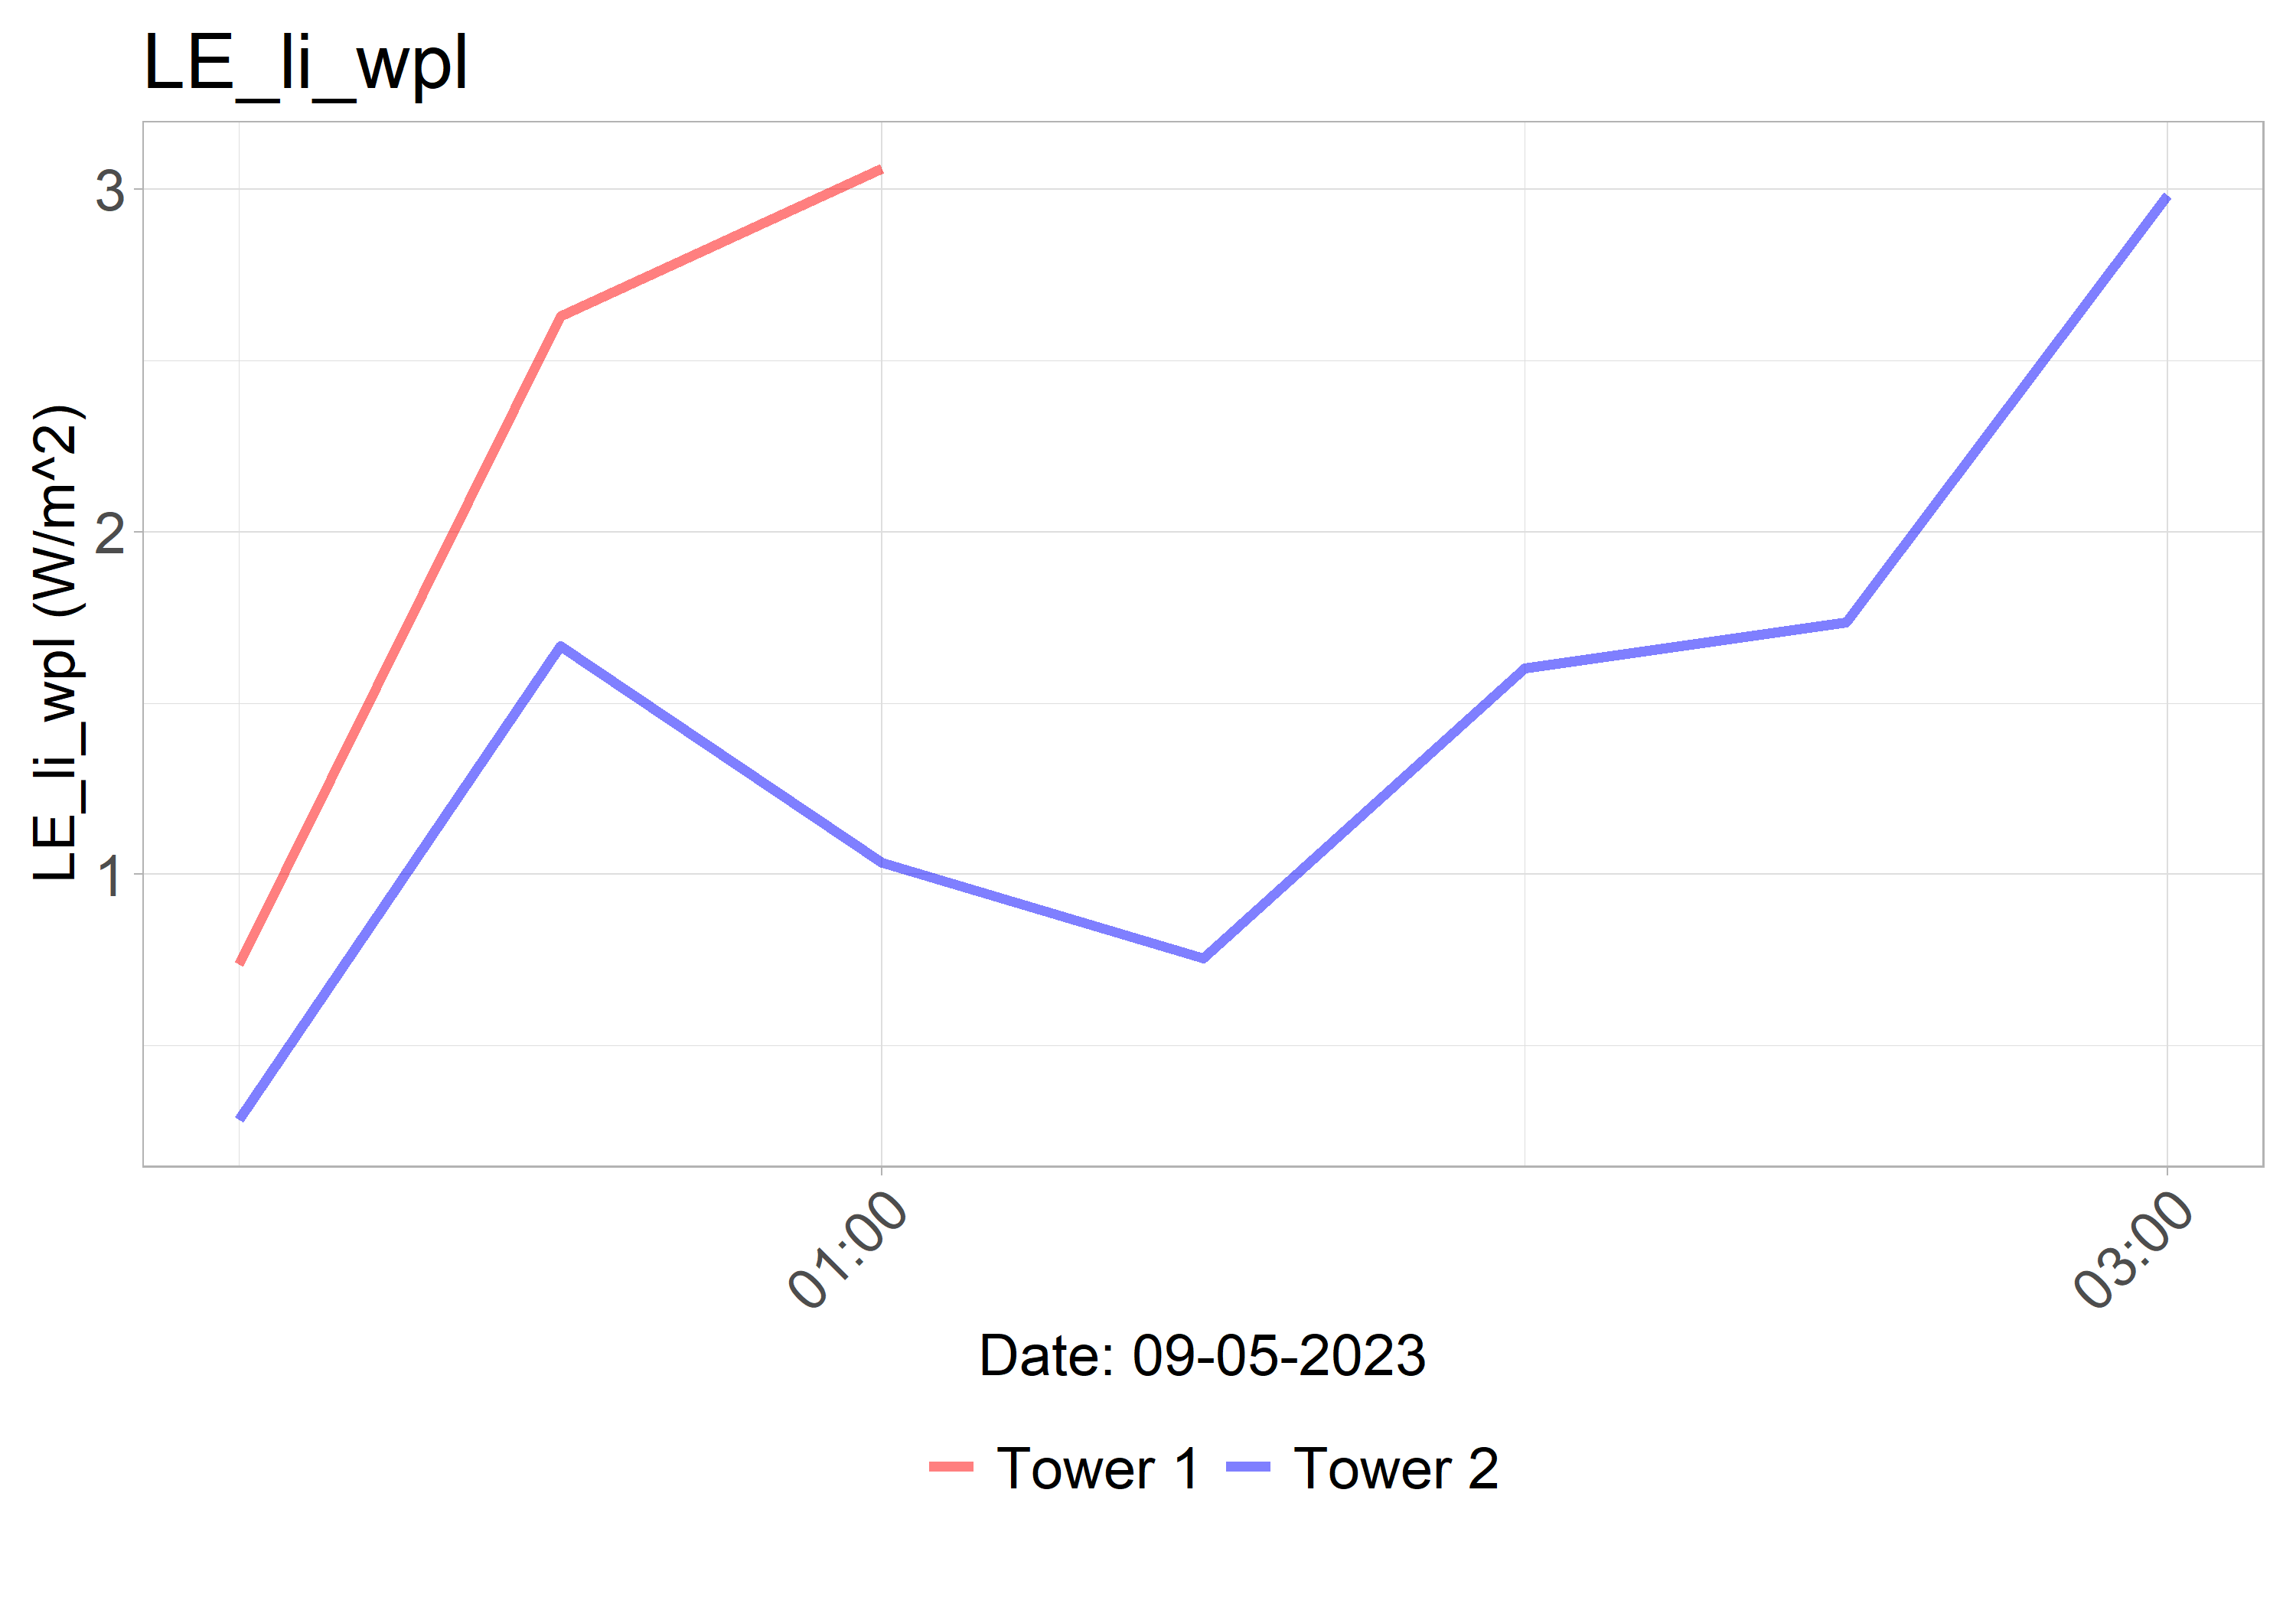 LE_li_wpl
LE_li_wpl (W/m^2)
3
2
1
01:00
03:00
Date: 09-05-2023
Tower 1
Tower 2